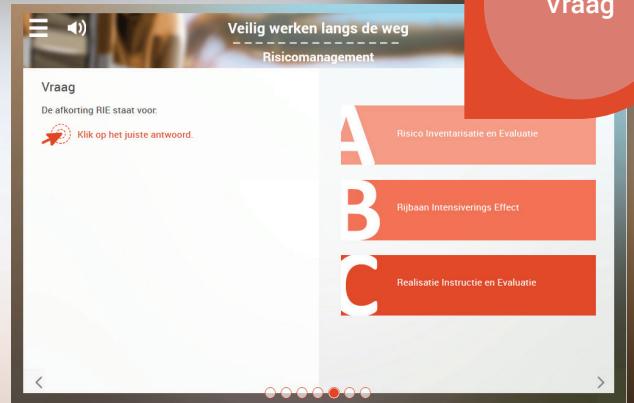 Vraag
Veilig werken langs de weg
Risicomanagement
Vraag
De afkorting RIE staat voor:
Klik op het juiste antwoord.
A
Risico Inventarisatie en Evaluatie
B
Rijbaan Intensiverings Effect
C
Realisatie Instructie en Evaluatie